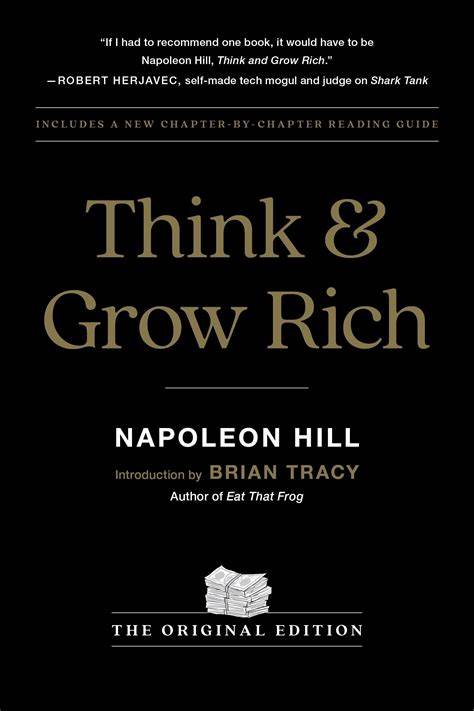 “If I had to recommend one book, it would have to be
Napoleon Hill, Think and Grow Rich.”
—ROBERT HERJAVEC, self-made tech mogul and judge on Shark Tank
INCLUDES A NEW CHAPTER-BY-CHAPTER READING GUIDE
Think &
Grow Rich
NAPOLEON HILL
Introduction by BRIAN TRACY
Author of Eat That Frog
THE ORIGINAL EDITION